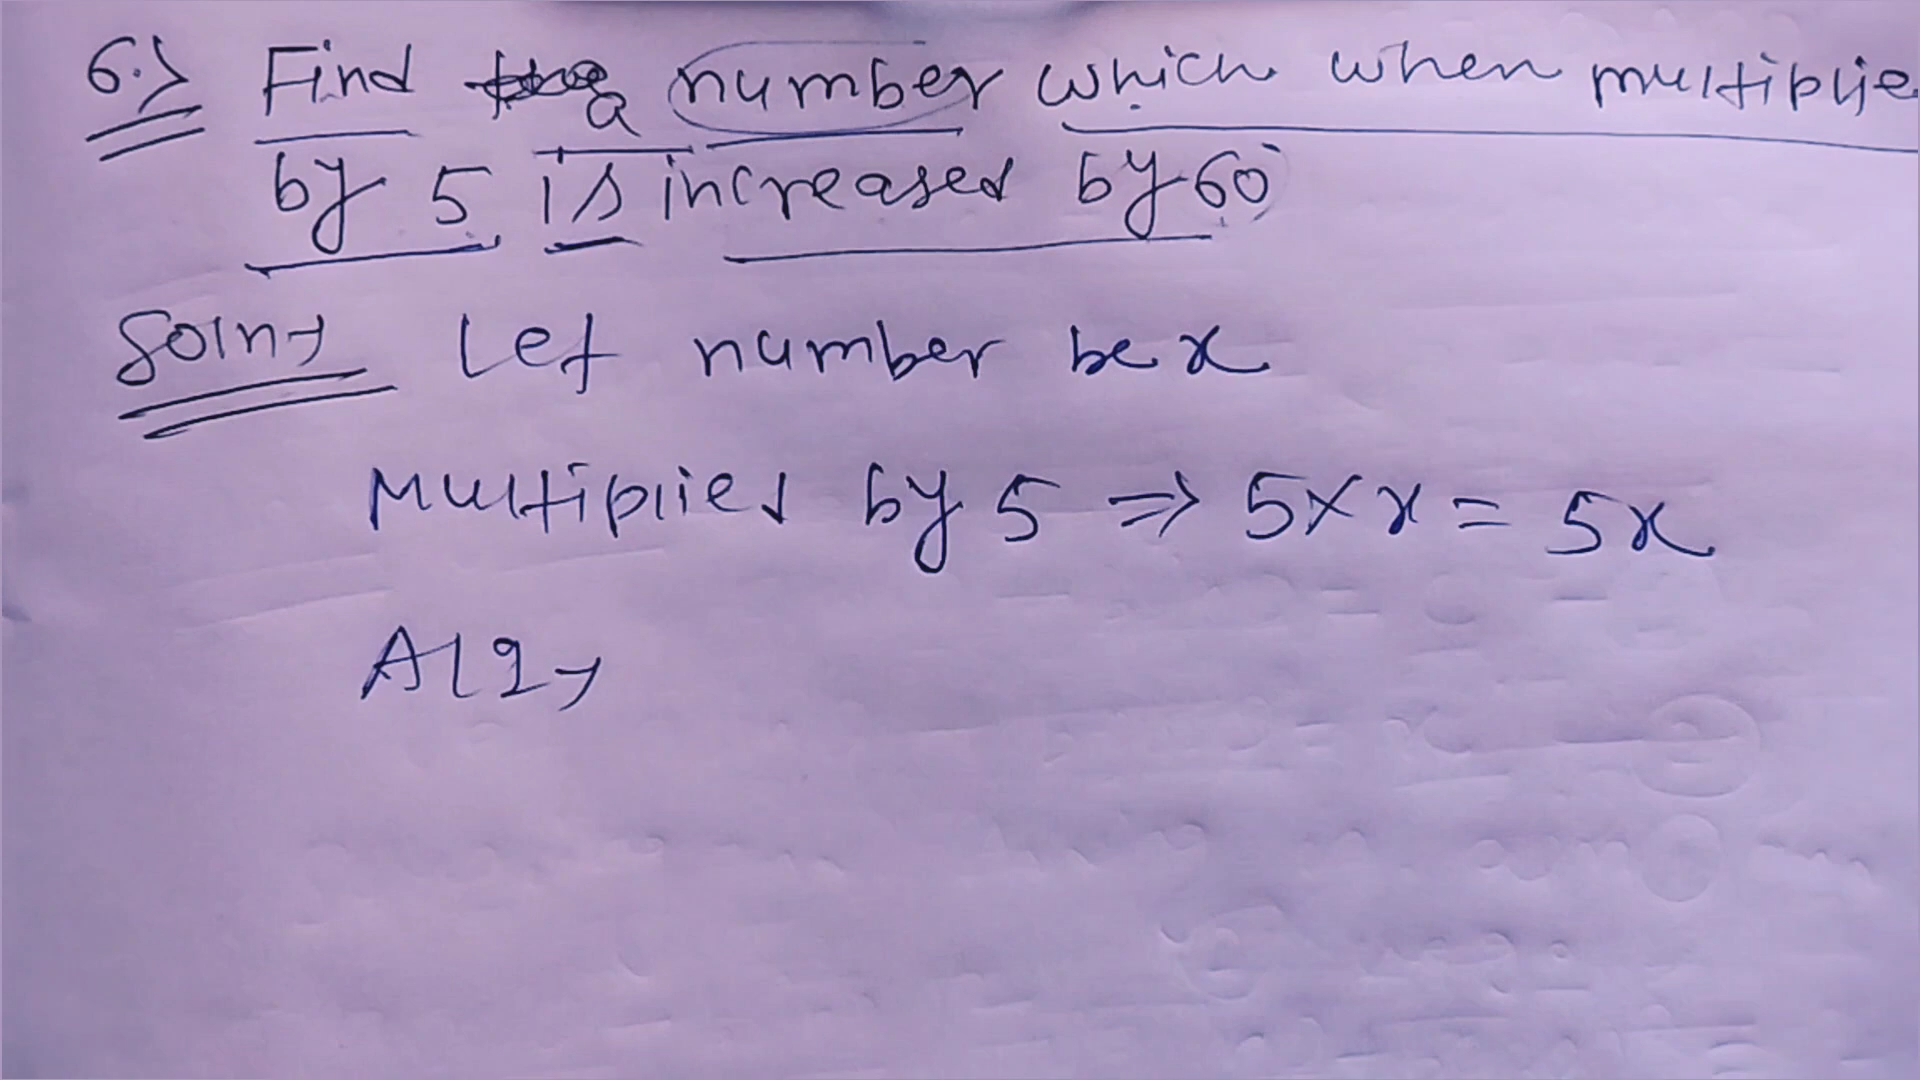 6.> Find a number which when multiplie
by 5 is increased by 60
Soln→ Let number be x
Multiplied by 5 ⇒ 5×x = 5x
A/q→